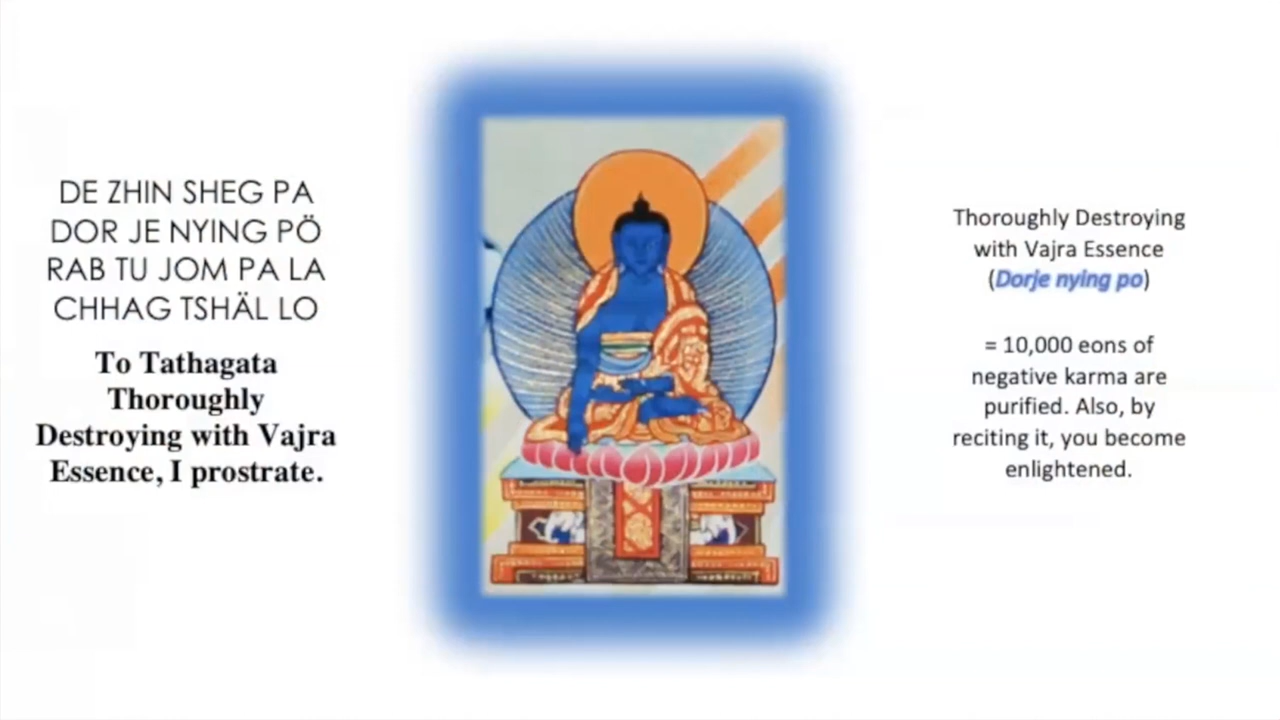 DE ZHIN SHEG PA
DOR JE NYING PÖ
RAB TU JOM PA LA
CHHAG TSHÄL LO
To Tathagata
Thoroughly
Destroying with Vajra
Essence, I prostrate.
Thoroughly Destroying
with Vajra Essence
(Dorje nying po)
= 10,000 eons of
negative karma are
purified. Also, by
reciting it, you become
enlightened.